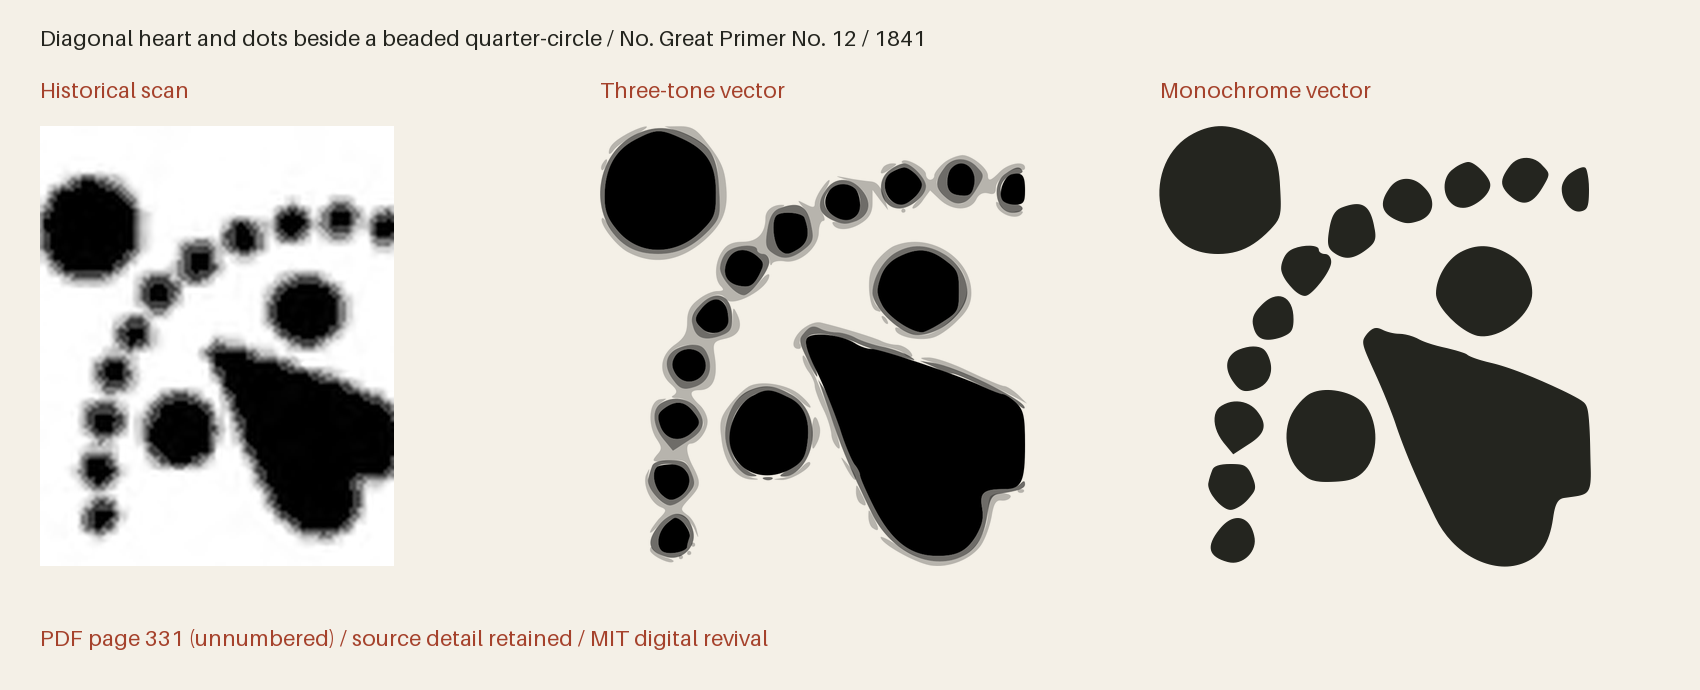 Diagonal heart and dots beside a beaded quarter-circle / No. Great Primer No. 12 / 1841
Historical scan
Three-tone vector
Monochrome vector
PDF page 331 (unnumbered) / source detail retained / MIT digital revival